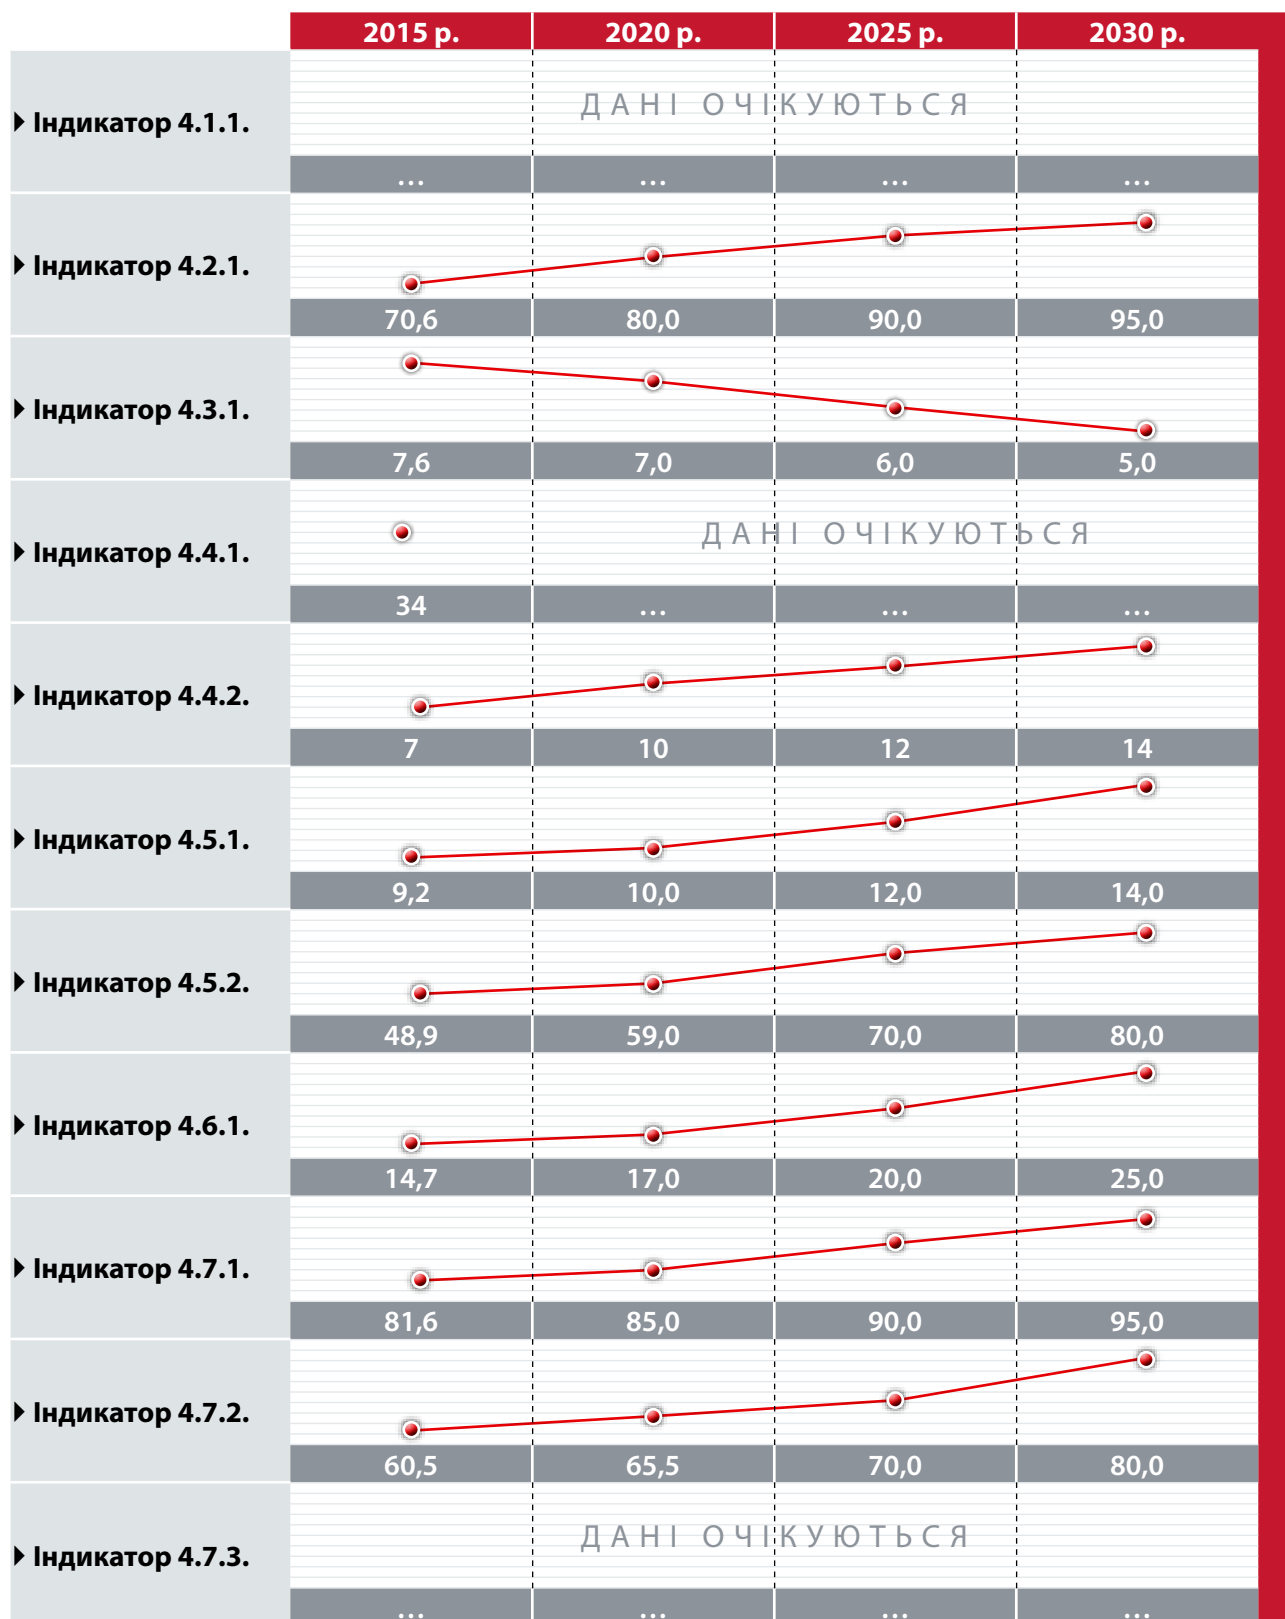 2015 р. 2020 р. 2025 р. 2030 р.
Індикатор 4.1.1.
ДАНІ ОЧІКУЮТЬСЯ
... ... ... ...
Індикатор 4.2.1.
70,6 80,0 90,0 95,0
Індикатор 4.3.1.
7,6 7,0 6,0 5,0
Індикатор 4.4.1.
ДАНІ ОЧІКУЮТЬСЯ
34 ... ... ...
Індикатор 4.4.2.
7 10 12 14
Індикатор 4.5.1.
9,2 10,0 12,0 14,0
Індикатор 4.5.2.
48,9 59,0 70,0 80,0
Індикатор 4.6.1.
14,7 17,0 20,0 25,0
Індикатор 4.7.1.
81,6 85,0 90,0 95,0
Індикатор 4.7.2.
60,5 65,5 70,0 80,0
Індикатор 4.7.3.
ДАНІ ОЧІКУЮТЬСЯ
... ... ... ...